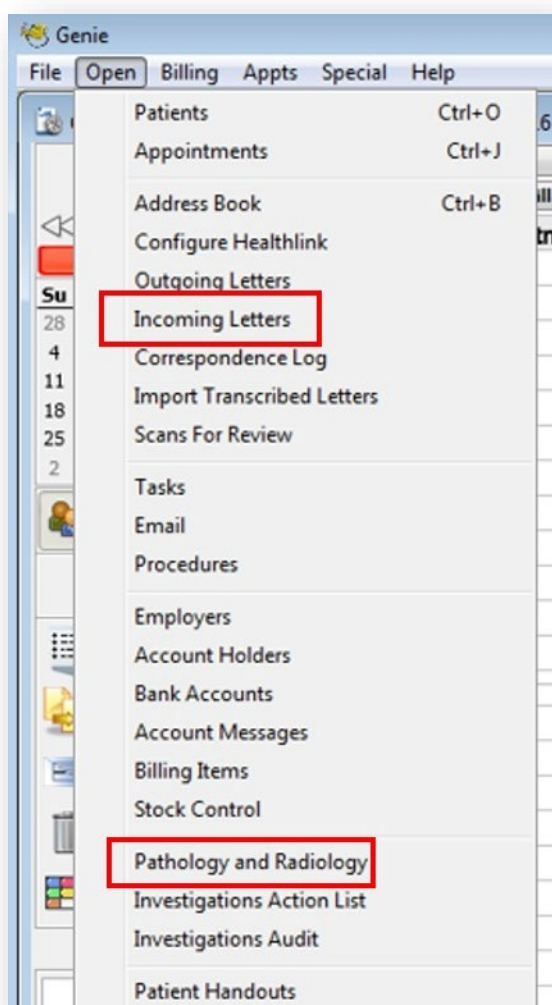 Genie
File Open Billing Appts Special Help
Patients Ctrl+O
Appointments Ctrl+J
Address Book Ctrl+B
Configure Healthlink
Outgoing Letters
Su
28
Incoming Letters
4
Correspondence Log
11
Import Transcribed Letters
18
25
Scans For Review
2
Tasks
Email
Procedures
Employers
Account Holders
Bank Accounts
Account Messages
Billing Items
Stock Control
Pathology and Radiology
Investigations Action List
Investigations Audit
Patient Handouts